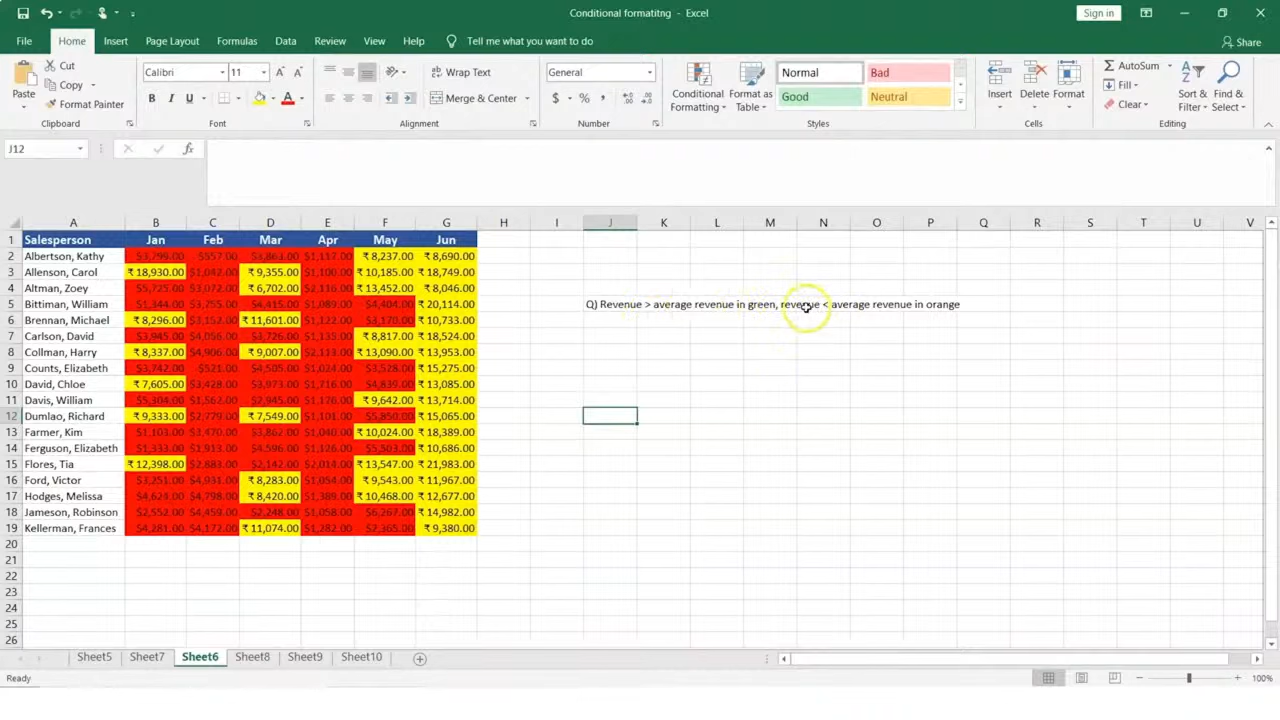 Conditional formatitng - Excel
Sign in
File Home Insert Page Layout Formulas Data Review View Help Tell me what you want to do Share
Paste Cut Copy Format Painter Clipboard
Calibri 11 A A B I U A Font
Wrap Text Merge & Center Alignment
General $ % , Number
Conditional Formatting Format as Table Normal Bad Good Neutral Styles
Insert Delete Format Cells
AutoSum Fill Clear Sort & Filter Find & Select Editing
J12 fx
A B C D E F G H I J K L M N O P Q R S T U V
1 Salesperson Jan Feb Mar Apr May Jun
2 Albertson, Kathy $3,299.00 $557.00 $3,863.00 $1,117.00 ₹ 8,237.00 ₹ 8,690.00
3 Allenson, Carol ₹ 18,930.00 $1,042.00 ₹ 9,355.00 $1,100.00 ₹ 10,185.00 ₹ 18,749.00
4 Altman, Zoey $5,725.00 $3,072.00 ₹ 6,702.00 $2,116.00 ₹ 13,452.00 ₹ 8,046.00
5 Bittiman, William $1,344.00 $3,755.00 $4,415.00 $1,089.00 $4,404.00 ₹ 20,114.00 Q) Revenue > average revenue in green, revenue < average revenue in orange
6 Brennan, Michael ₹ 8,296.00 $3,152.00 ₹ 11,601.00 $1,122.00 $3,170.00 ₹ 10,733.00
7 Carlson, David $3,945.00 $4,056.00 $3,726.00 $1,135.00 ₹ 8,817.00 ₹ 18,524.00
8 Collman, Harry ₹ 8,337.00 $4,906.00 ₹ 9,007.00 $2,113.00 ₹ 13,090.00 ₹ 13,953.00
9 Counts, Elizabeth $3,742.00 $521.00 $4,505.00 $1,024.00 $3,528.00 ₹ 15,275.00
10 David, Chloe ₹ 7,605.00 $3,428.00 $3,973.00 $1,716.00 $4,839.00 ₹ 13,085.00
11 Davis, William $5,304.00 $1,562.00 $2,945.00 $1,176.00 ₹ 9,642.00 ₹ 13,714.00
12 Dumlao, Richard ₹ 9,333.00 $2,779.00 ₹ 7,549.00 $1,101.00 $5,850.00 ₹ 15,065.00
13 Farmer, Kim $1,103.00 $3,470.00 $3,862.00 $1,040.00 ₹ 10,024.00 ₹ 18,389.00
14 Ferguson, Elizabeth $1,333.00 $1,913.00 $4,596.00 $1,126.00 $5,503.00 ₹ 10,686.00
15 Flores, Tia ₹ 12,398.00 $2,883.00 $2,142.00 $2,014.00 ₹ 13,547.00 ₹ 21,983.00
16 Ford, Victor $3,251.00 $4,931.00 ₹ 8,283.00 $1,054.00 ₹ 9,543.00 ₹ 11,967.00
17 Hodges, Melissa $4,624.00 $4,798.00 ₹ 8,420.00 $1,389.00 ₹ 10,468.00 ₹ 12,677.00
18 Jameson, Robinson $2,552.00 $4,459.00 $2,248.00 $1,058.00 $6,267.00 ₹ 14,982.00
19 Kellerman, Frances $4,281.00 $4,172.00 ₹ 11,074.00 $1,282.00 $2,365.00 ₹ 9,380.00
20
21
22
23
24
25
26
Sheet5 Sheet7 Sheet6 Sheet8 Sheet9 Sheet10
Ready 100%